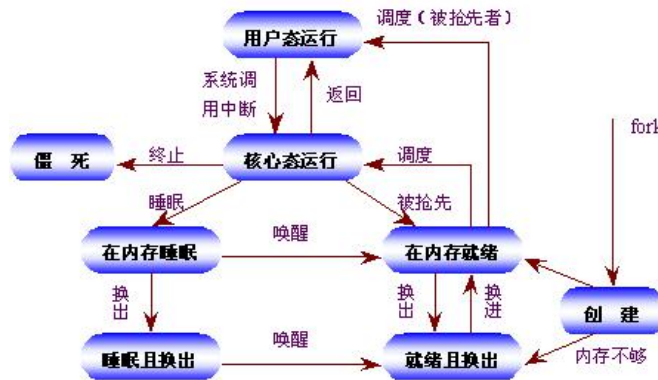 调度（被抢先者）
用户态运行
系统调
用中断
返回
fork
僵 死
终止
核心态运行
调度
睡眠
被抢先
在内存睡眠
唤醒
在内存就绪
换出
换出
换进
创 建
睡眠且换出
唤醒
就绪且换出
内存不够